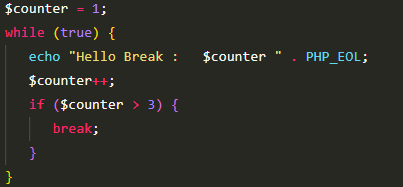 $counter = 1;
while (true) {
echo "Hello Break :   $counter " . PHP_EOL;
$counter++;
if ($counter > 3) {
break;
}
}